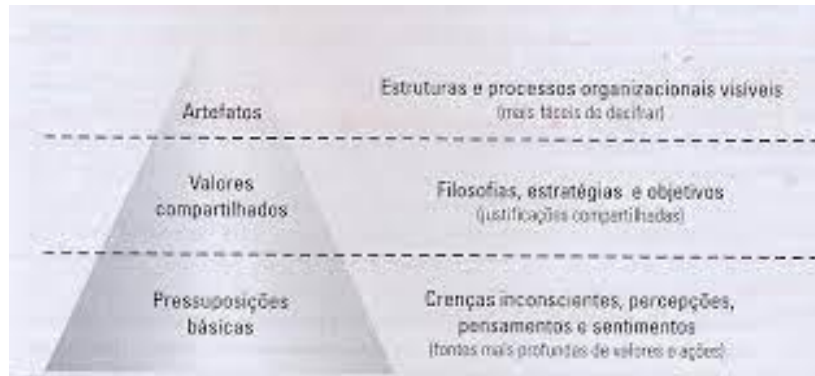 Estruturas e processos organizacionais visíveis
Artefatos
(mais fáceis de decifrar)
Valores
compartilhados
Filosofias, estratégias e objetivos
(justificações compartilhadas)
Pressuposições
básicas
Crenças inconscientes, percepções,
pensamentos e sentimentos
(fontes mais profundas de valores e ações)